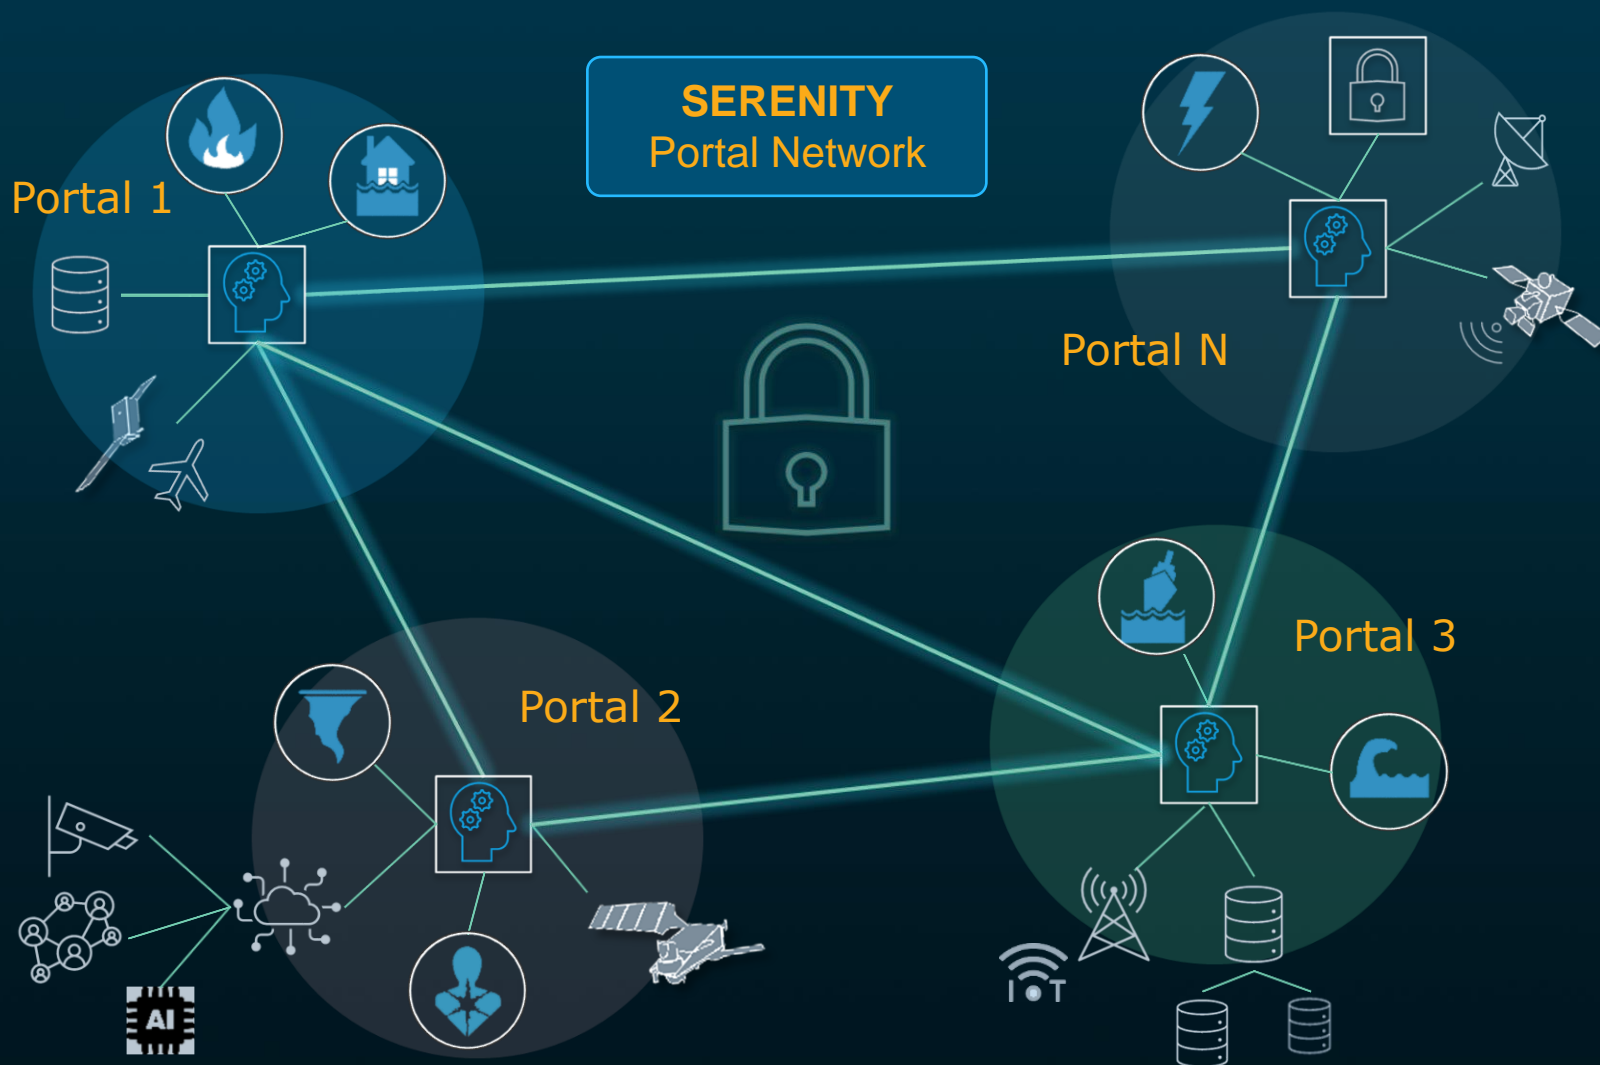 SERENITY
Portal Network
Portal 1
Portal N
Portal 3
Portal 2
AI
IoT